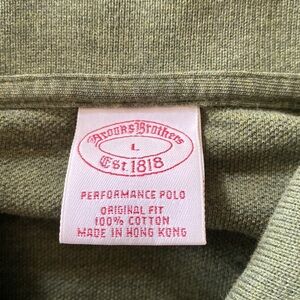 Brooks Brothers
L
Est. 1818
PERFORMANCE POLO
ORIGINAL FIT
100% COTTON
MADE IN HONG KONG